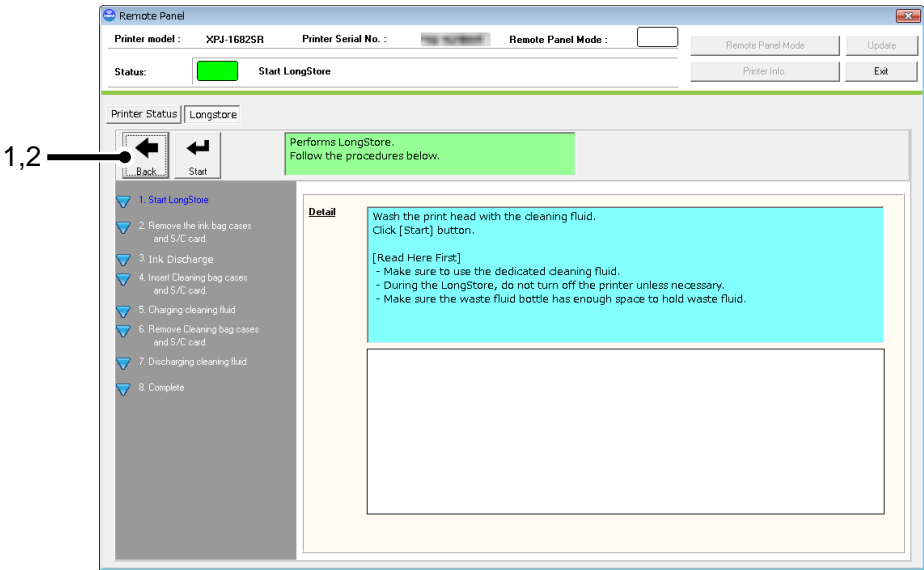 Remote Panel
Printer model : XPJ-1682SR Printer Serial No. : Remote Panel Mode :
Remote Panel Mode Update
Status: Start LongStore
Printer Info. Exit
Printer Status Longstore
1,2
Back Start
Performs LongStore.
Follow the procedures below.
1. Start LongStore
2. Remove the ink bag cases
and S/C card.
3. Ink Discharge
4. Insert Cleaning bag cases
and S/C card.
5. Charging cleaning fluid
6. Remove Cleaning bag cases
and S/C card.
7. Discharging cleaning fluid
8. Complete
Detail
Wash the print head with the cleaning fluid.
Click [Start] button.
[Read Here First]
- Make sure to use the dedicated cleaning fluid.
- During the LongStore, do not turn off the printer unless necessary.
- Make sure the waste fluid bottle has enough space to hold waste fluid.